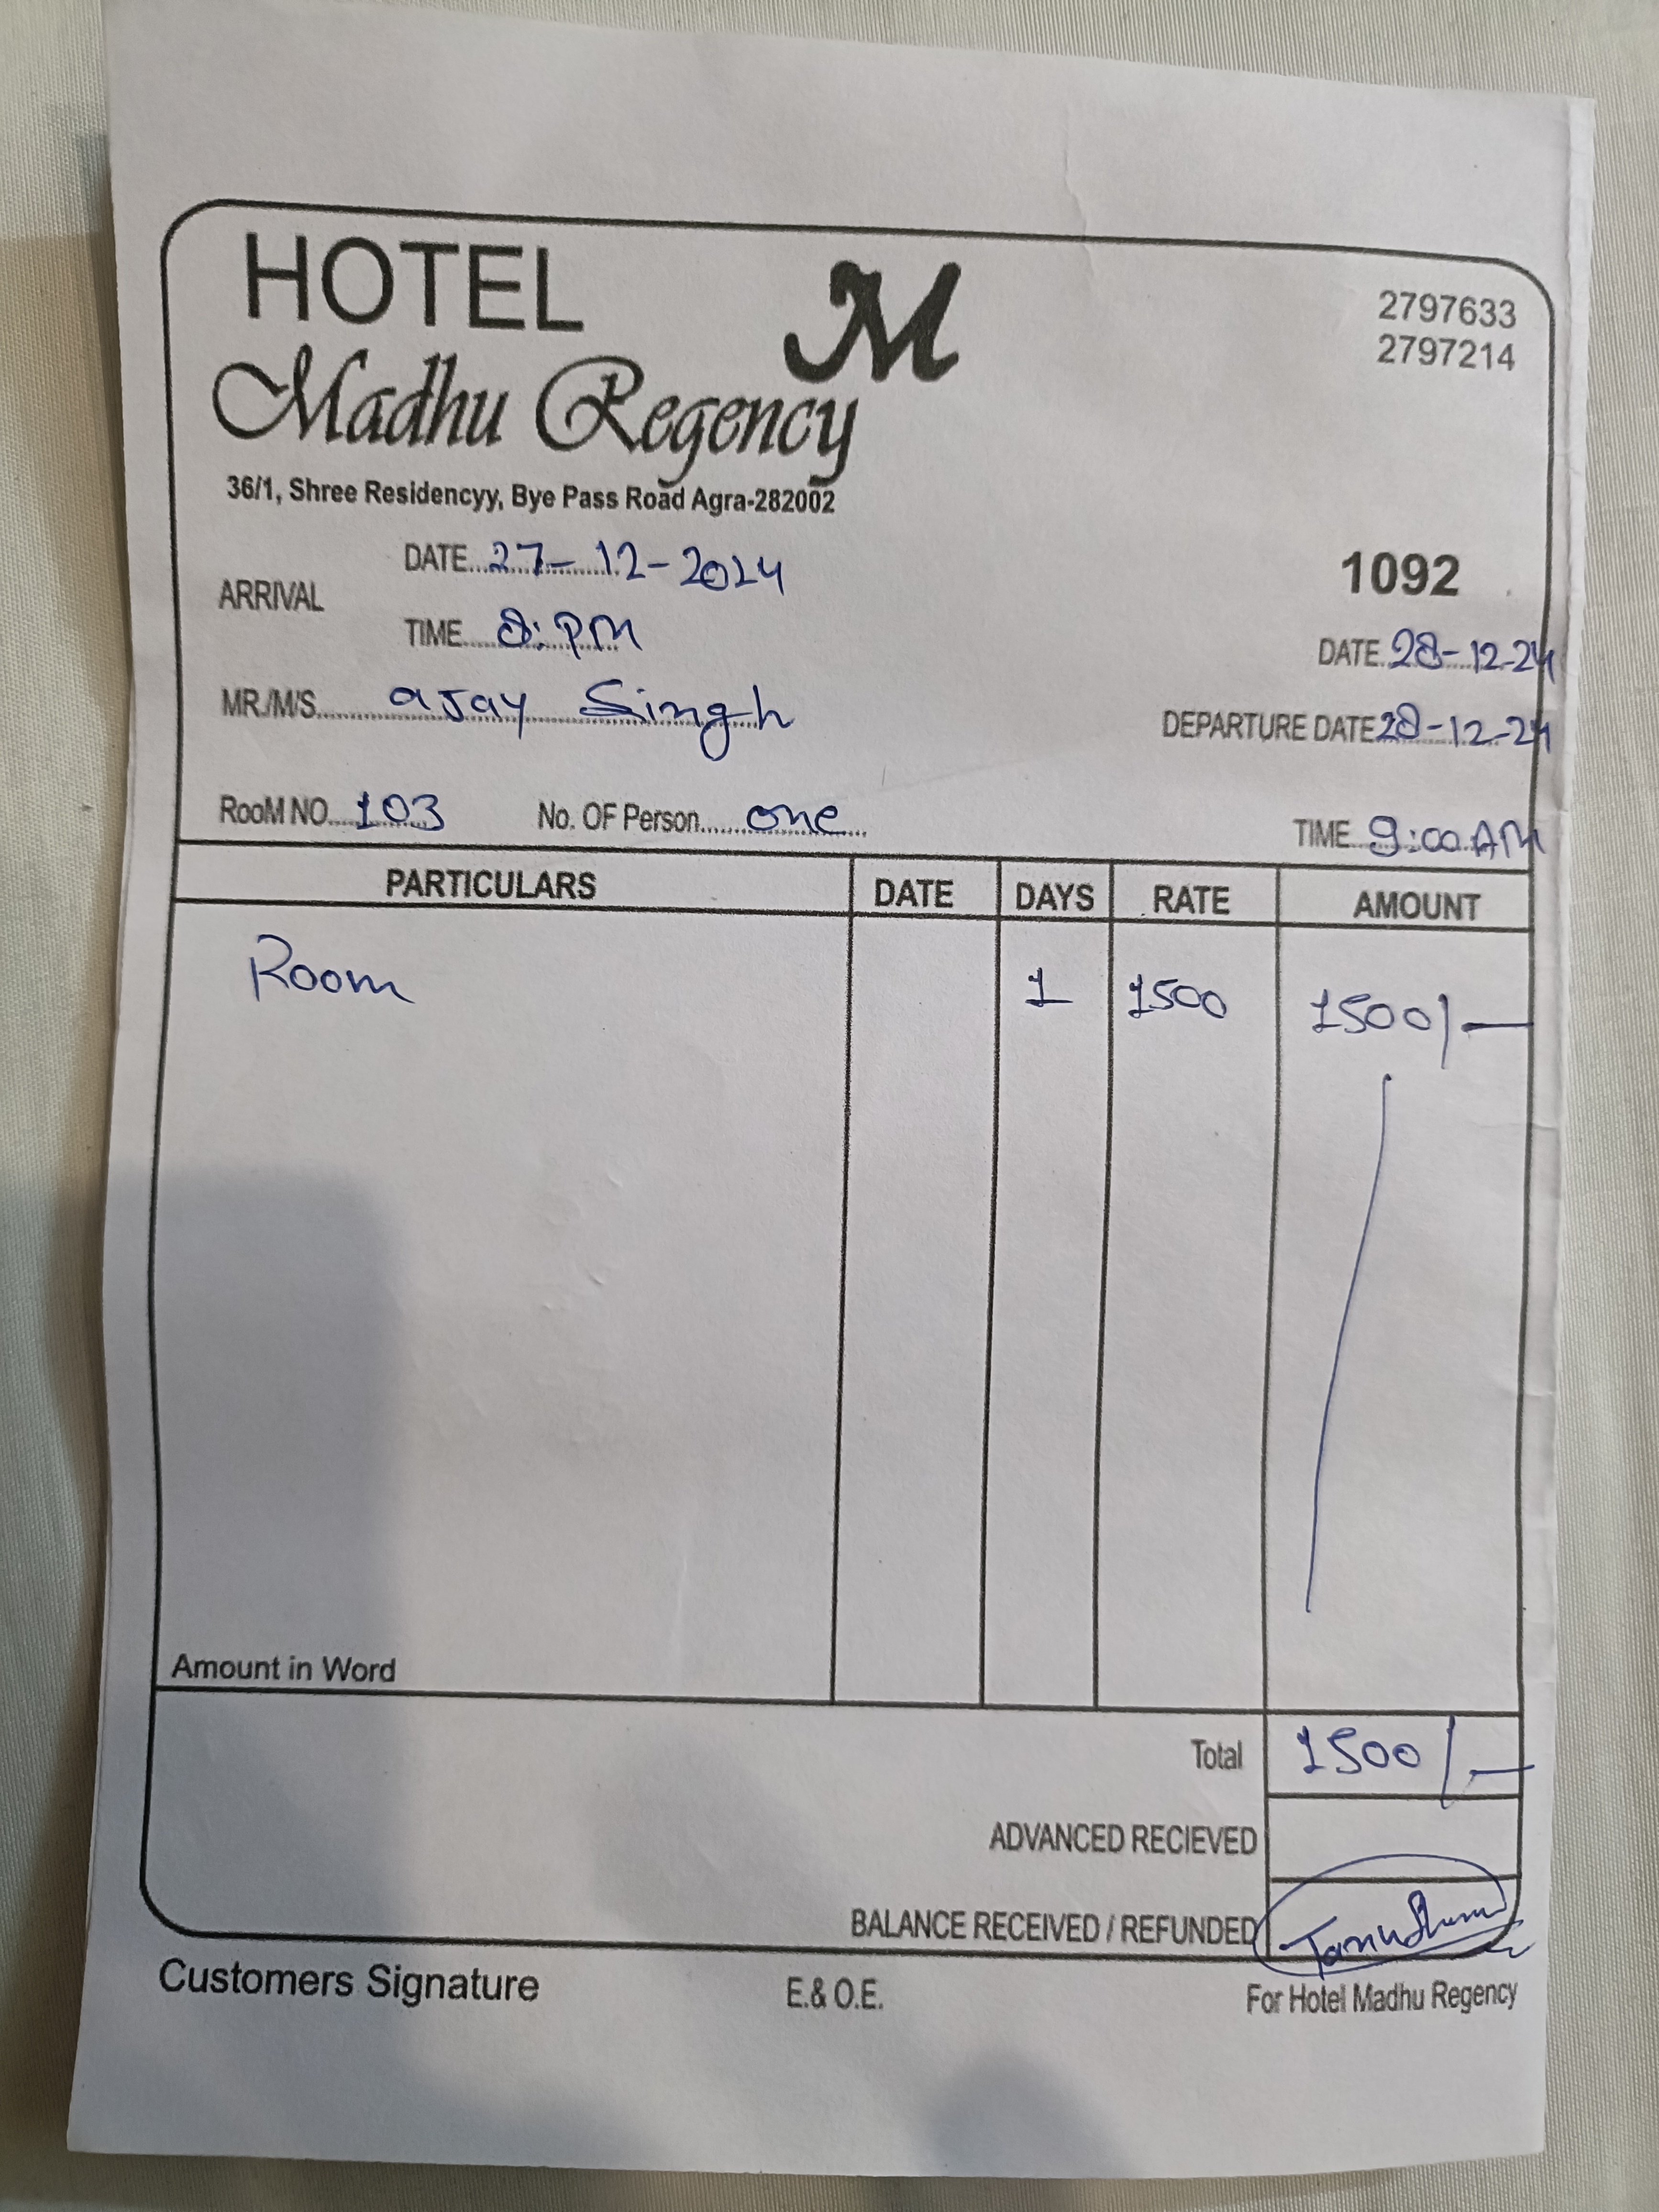 HOTEL M 2797633
2797214
Madhu Regency
36/1, Shree Residencyy, Bye Pass Road Agra-282002
DATE 27-12-2024
ARRIVAL 1092
TIME 8: PM DATE 28-12-24
MR./M/S. aJay Singh DEPARTURE DATE 28-12-24
RooM NO. 103 No. OF Person one TIME 9:00 AM
PARTICULARS DATE DAYS RATE AMOUNT
Room 1 1500 1500/-
Amount in Word
Total 1500/-
ADVANCED RECIEVED
BALANCE RECEIVED / REFUNDED
Customers Signature E.& O.E. For Hotel Madhu Regency